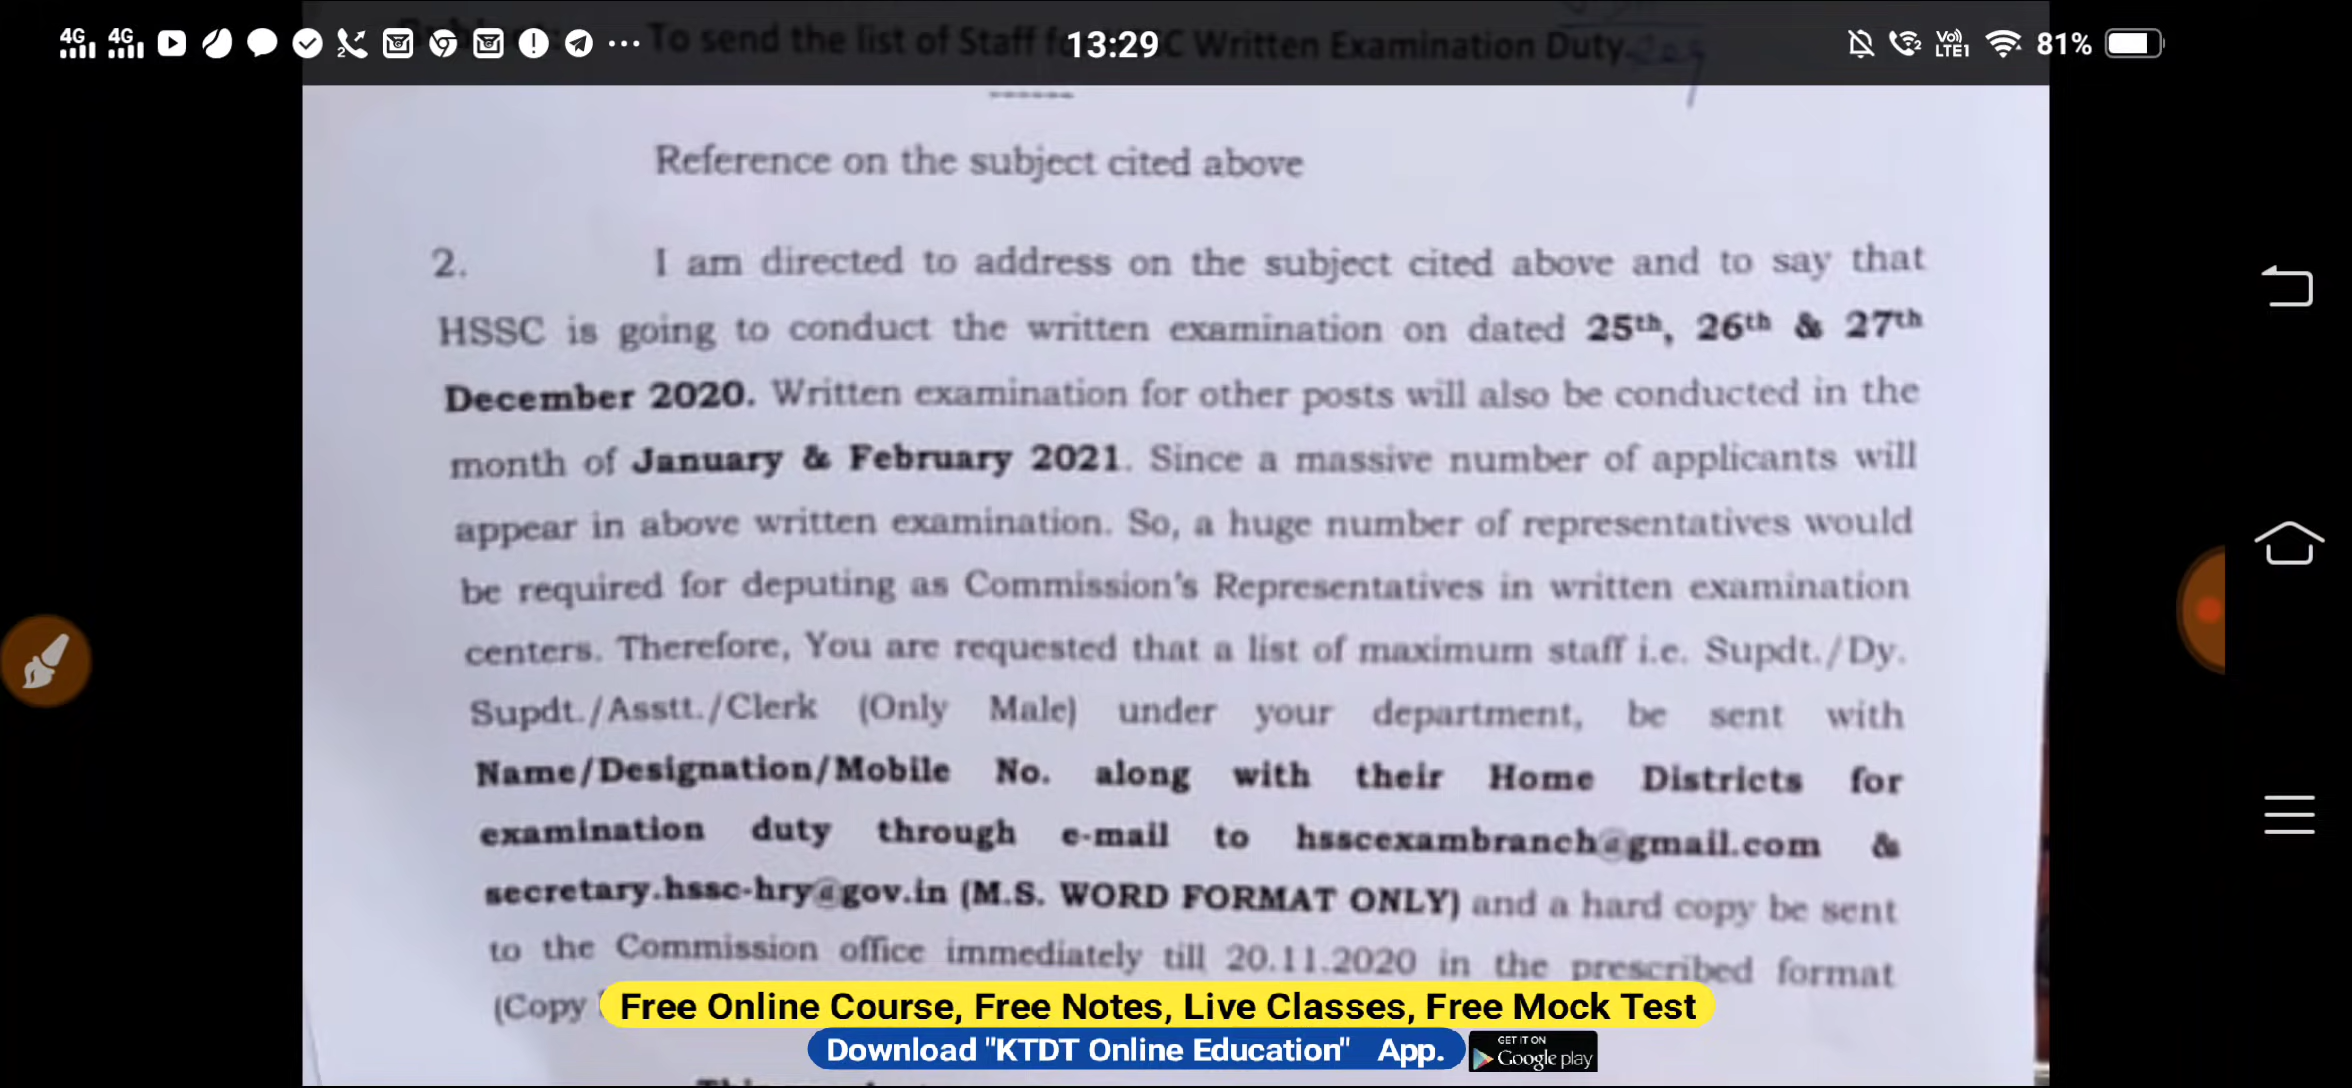 4G 4G 13:29 Vo)) LTE1 81%
To send the list of Staff C Written Examination Duty
Reference on the subject cited above
2. I am directed to address on the subject cited above and to say that
HSSC is going to conduct the written examination on dated 25th, 26th & 27th
December 2020. Written examination for other posts will also be conducted in the
month of January & February 2021. Since a massive number of applicants will
appear in above written examination. So, a huge number of representatives would
be required for deputing as Commission's Representatives in written examination
centers. Therefore, You are requested that a list of maximum staff i.e. Supdt./Dy.
Supdt./Asstt./Clerk (Only Male) under your department, be sent with
Name/Designation/Mobile No. along with their Home Districts for
examination duty through e-mail to hsscexambranch@gmail.com &
secretary.hssc-hry@gov.in (M.S. WORD FORMAT ONLY) and a hard copy be sent
to the Commission office immediately till 20.11.2020 in the prescribed format
(Copy
Free Online Course, Free Notes, Live Classes, Free Mock Test
Download "KTDT Online Education" App.
GET IT ON
Google play